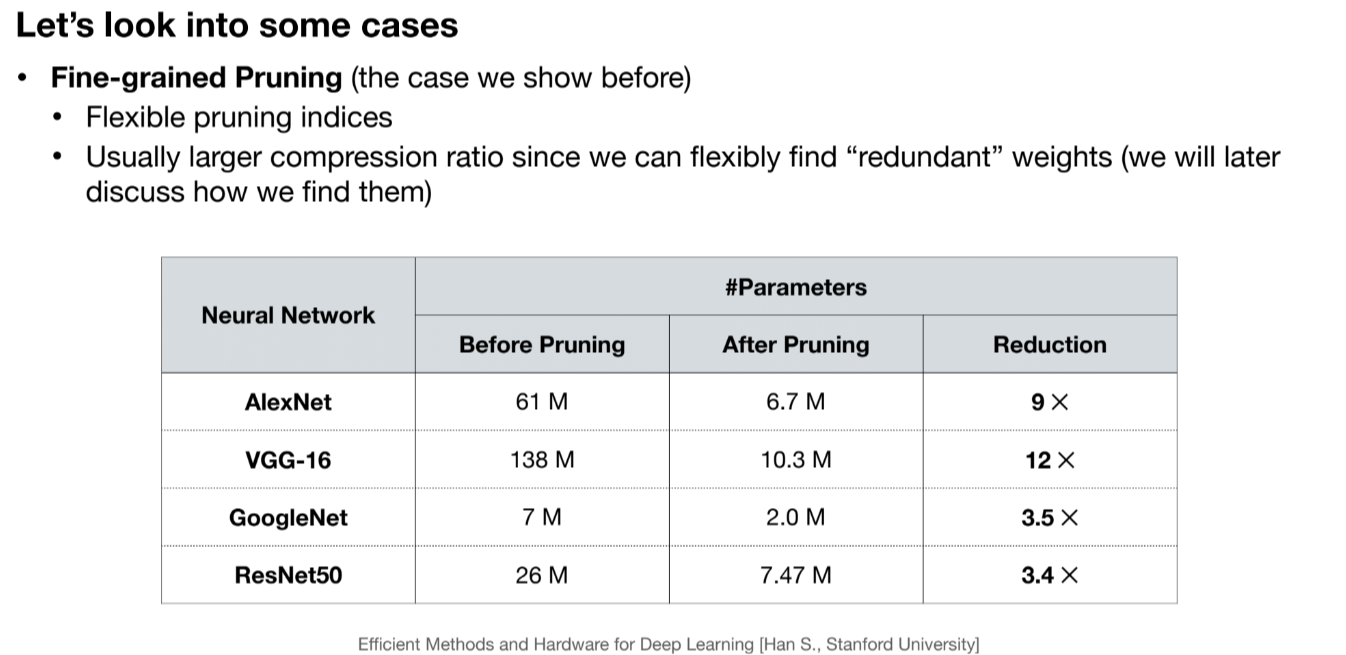 Let's look into some cases
• Fine-grained Pruning (the case we show before)
• Flexible pruning indices
• Usually larger compression ratio since we can flexibly find “redundant” weights (we will later
discuss how we find them)
#Parameters
Neural Network
Before Pruning After Pruning Reduction
AlexNet 61 M 6.7 M 9 ×
VGG-16 138 M 10.3 M 12 ×
GoogleNet 7 M 2.0 M 3.5 ×
ResNet50 26 M 7.47 M 3.4 ×
Efficient Methods and Hardware for Deep Learning [Han S., Stanford University]